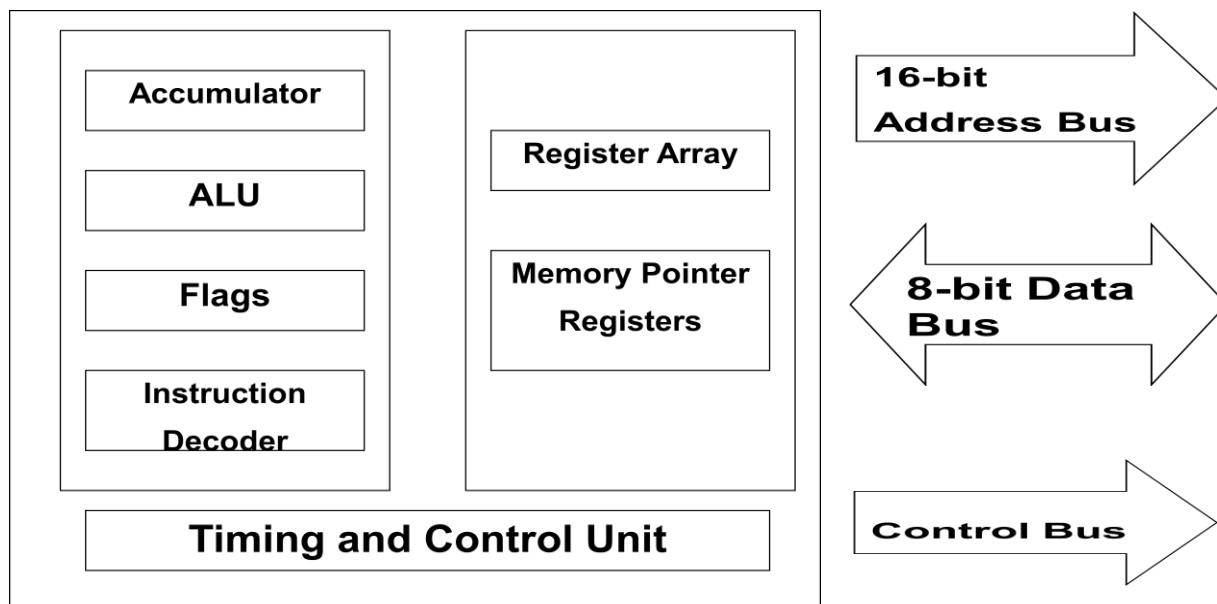 Accumulator
ALU
Flags
Instruction
Decoder
Register Array
Memory Pointer
Registers
Timing and Control Unit
16-bit
Address Bus
8-bit Data
Bus
Control Bus